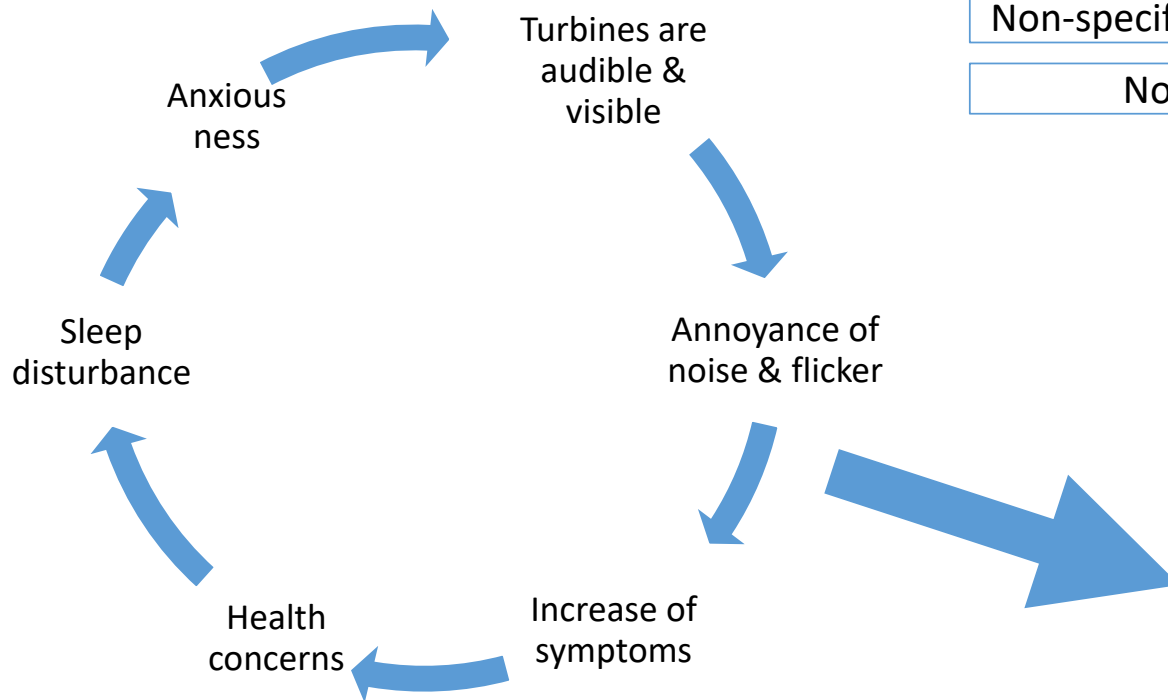 Turbines are
audible &
visible
Annoyance of
noise & flicker
Increase of
symptoms
Health
concerns
Sleep
disturbance
Anxious
ness